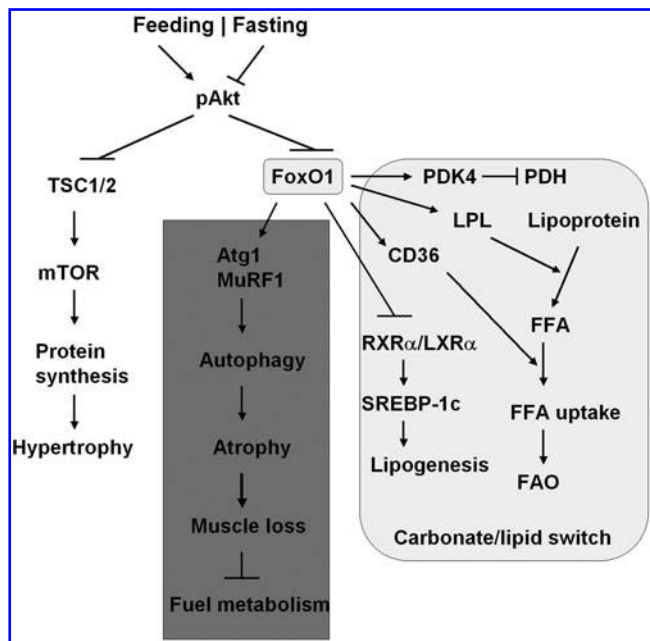 Feeding | Fasting
pAkt
TSC1/2
mTOR
Protein
synthesis
Hypertrophy
FoxO1
Atg1
MuRF1
Autophagy
Atrophy
Muscle loss
Fuel metabolism
PDK4
PDH
LPL
Lipoprotein
CD36
FFA
RXRα/LXRα
SREBP-1c
FFA uptake
Lipogenesis
FAO
Carbonate/lipid switch